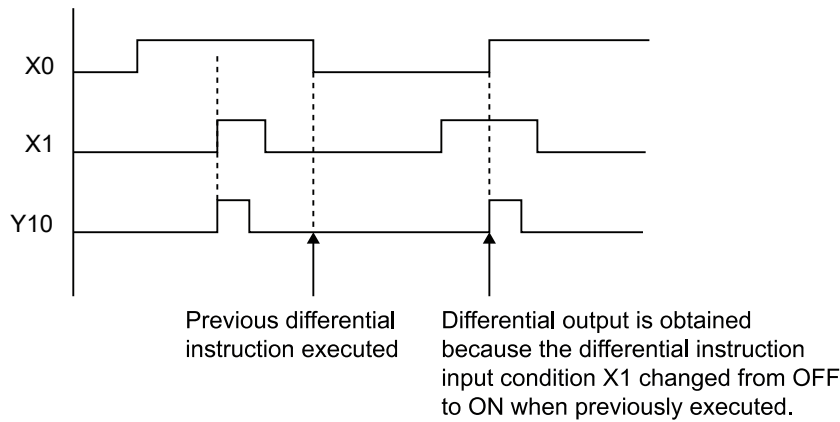 X0
X1
Y10
Previous differential
instruction executed
Differential output is obtained
because the differential instruction
input condition X1 changed from OFF
to ON when previously executed.